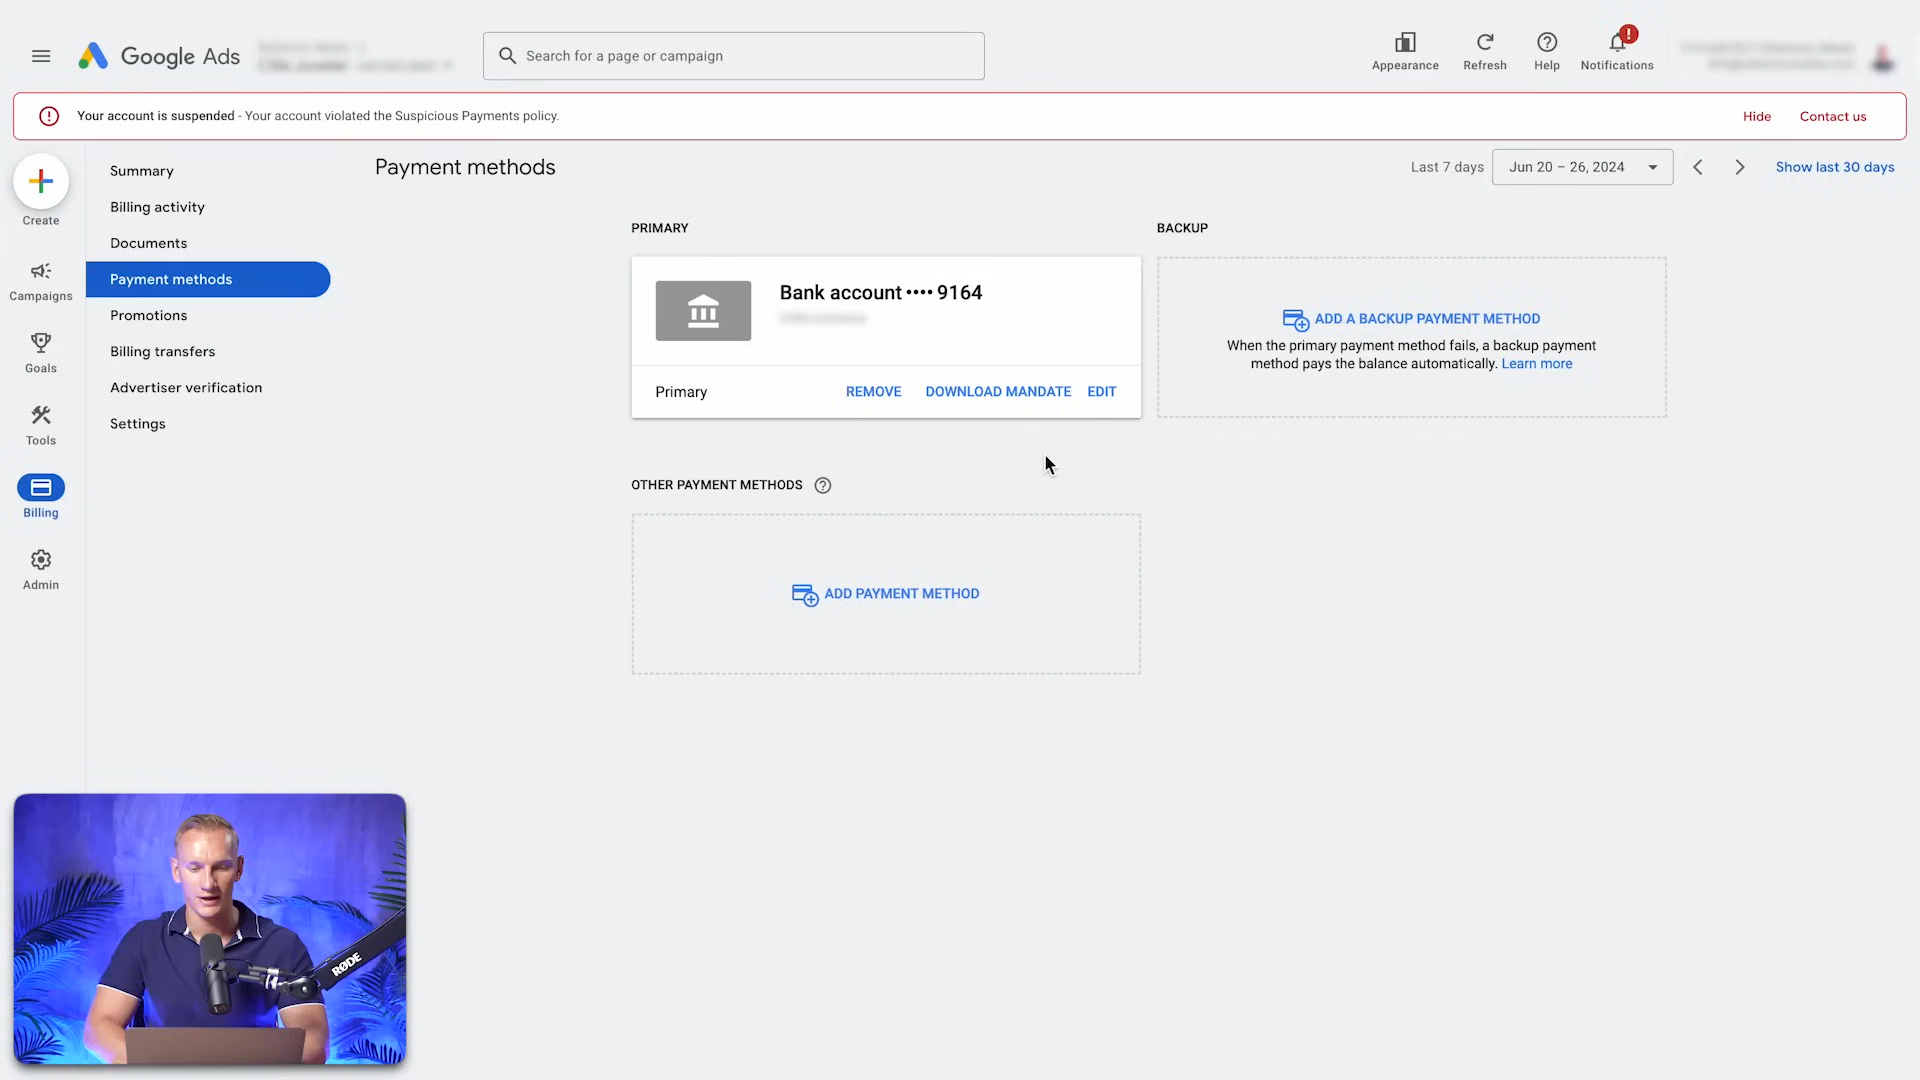 Google Ads
Search for a page or campaign
Appearance
Refresh
Help
!
Notifications
Your account is suspended - Your account violated the Suspicious Payments policy.
Hide
Contact us
Create
Campaigns
Goals
Tools
Billing
Admin
Summary
Billing activity
Documents
Payment methods
Promotions
Billing transfers
Advertiser verification
Settings
Payment methods
Last 7 days
Jun 20 – 26, 2024
Show last 30 days
PRIMARY
Bank account •••• 9164
Primary
REMOVE
DOWNLOAD MANDATE
EDIT
BACKUP
ADD A BACKUP PAYMENT METHOD
When the primary payment method fails, a backup payment
method pays the balance automatically. Learn more
OTHER PAYMENT METHODS
ADD PAYMENT METHOD
RØDE